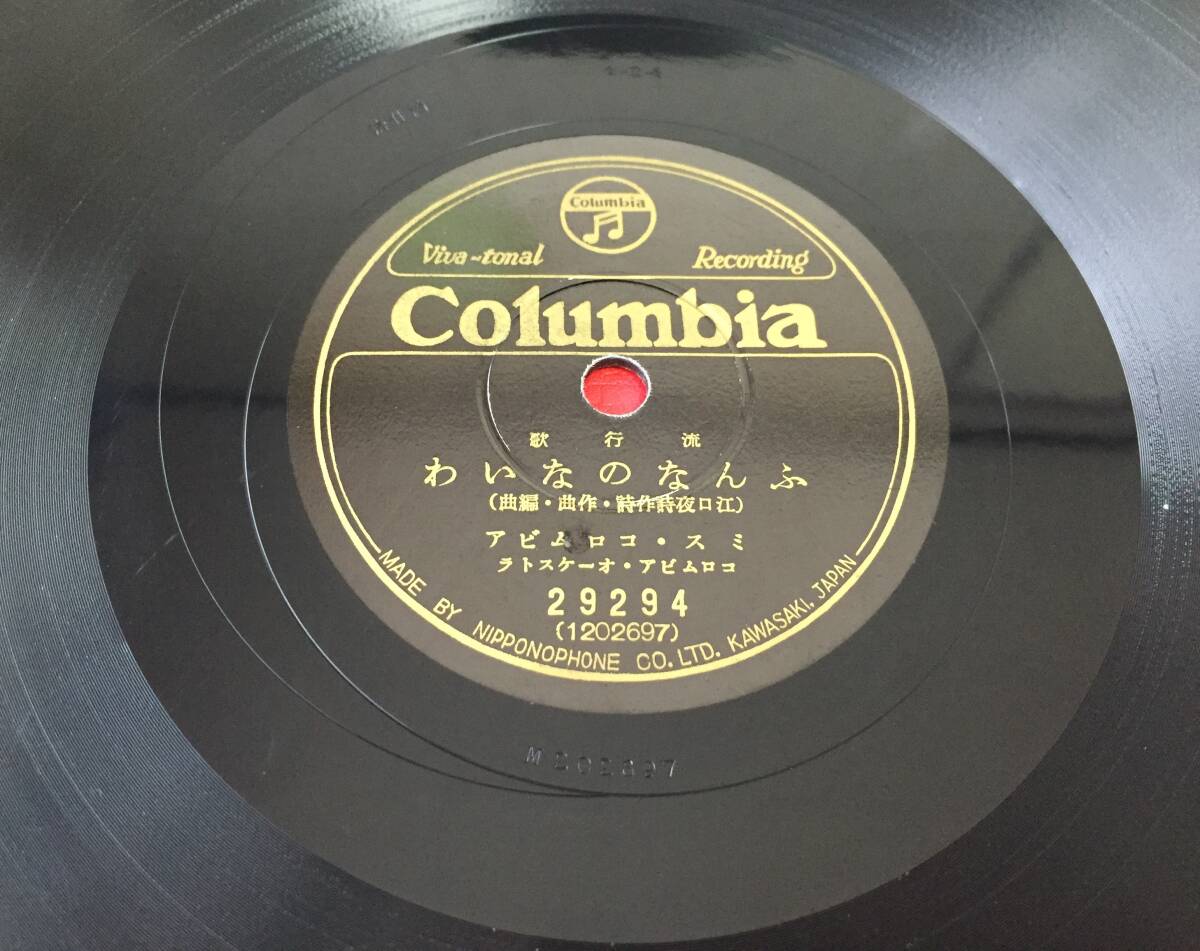 Columbia
Viva-tonal Recording
Columbia
流行歌
ふんなのないわ
(江口夜詩作詩・作曲・編曲)
ミス・コロムビア
コロムビア・オーケストラ
29294
(1202697)
MADE BY NIPPONOPHONE CO. LTD. KAWASAKI, JAPAN
M202697